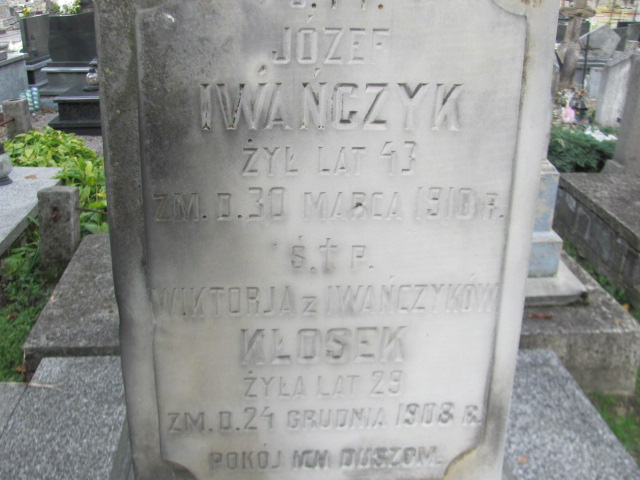 JÓZEF
IWAŃCZYK
ŻYŁ LAT 43
ZM. D. 30 MARCA 1910 R.
Ś.†P.
WIKTORJA z IWAŃCZYKÓW
KŁOSEK
ŻYŁA LAT 29
ZM. D. 24 GRUDNIA 1908 R.
POKÓJ ICH DUSZOM.